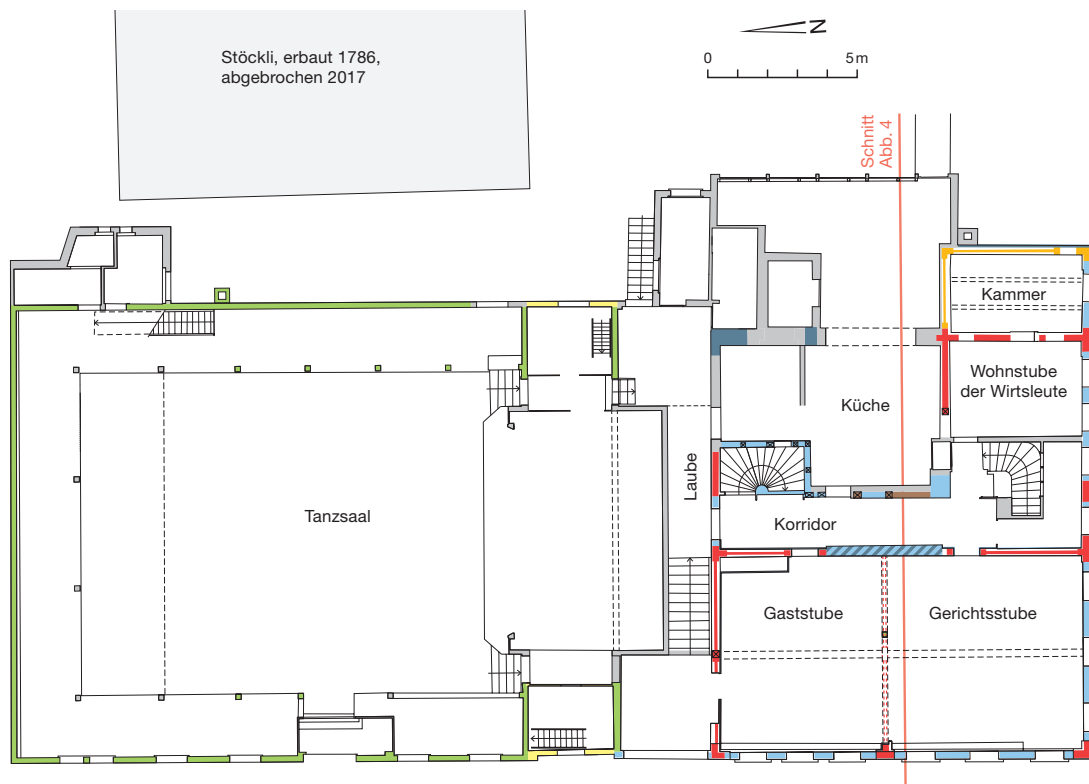 Stöckli, erbaut 1786,
abgebrochen 2017
N
0 5 m
Schnitt
Abb. 4
Kammer
Wohnstube
der Wirtsleute
Küche
Laube
Tanzsaal
Korridor
Gaststube
Gerichtsstube